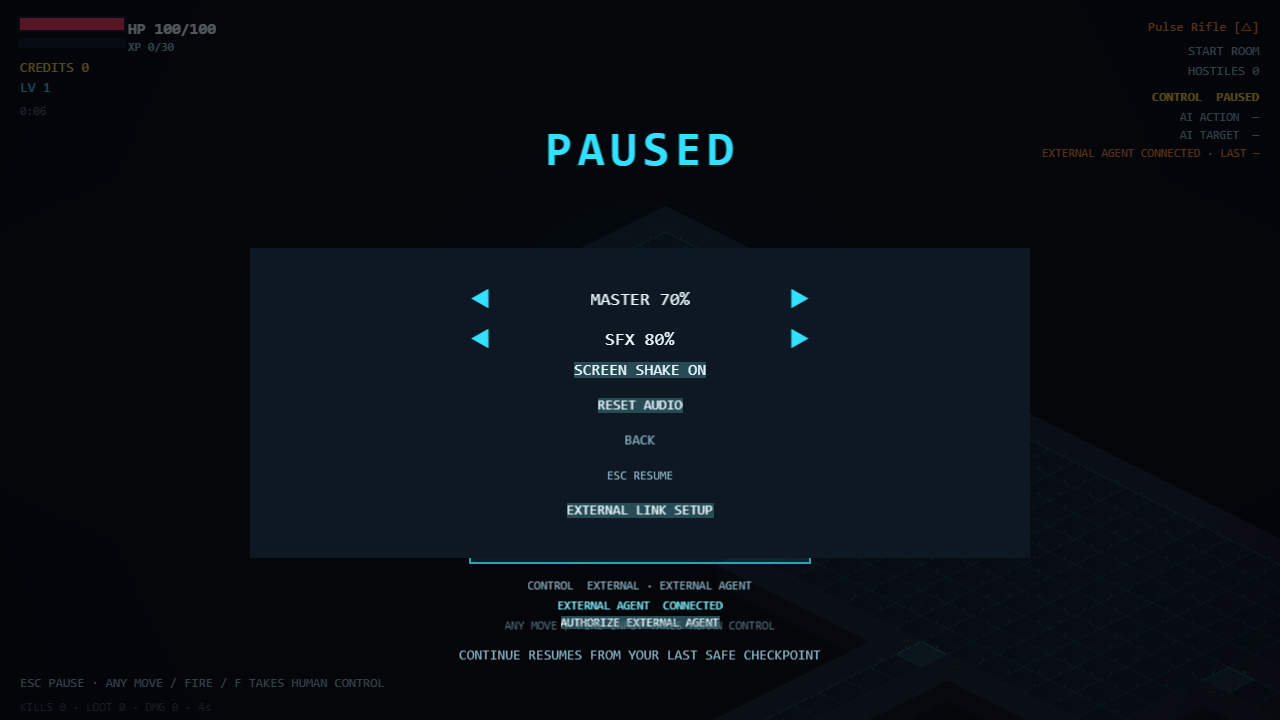 HP 100/100
XP 0/30
CREDITS 0
LV 1
0:06
Pulse Rifle [△]
START ROOM
HOSTILES 0
CONTROL PAUSED
AI ACTION —
AI TARGET —
EXTERNAL AGENT CONNECTED · LAST —
PAUSED
MASTER 70%
SFX 80%
SCREEN SHAKE ON
RESET AUDIO
BACK
ESC RESUME
EXTERNAL LINK SETUP
CONTROL EXTERNAL · EXTERNAL AGENT
EXTERNAL AGENT CONNECTED
AUTHORIZE EXTERNAL AGENT
ANY MOVE CONTROL
CONTINUE RESUMES FROM YOUR LAST SAFE CHECKPOINT
ESC PAUSE · ANY MOVE / FIRE / F TAKES HUMAN CONTROL
KILLS 0 · LOOT 0 · DMG 0 · 4s